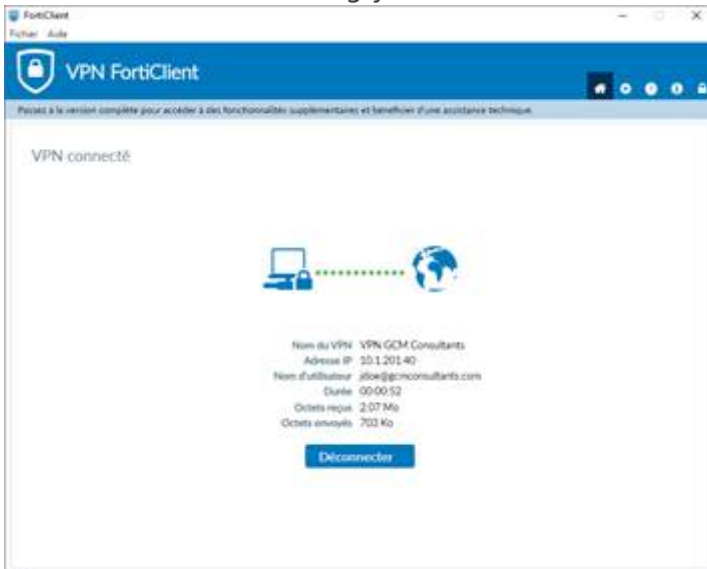 FortiClient
Fichier Aide
VPN FortiClient
Passez à la version complète pour accéder à des fonctionnalités supplémentaires et bénéficier d'une assistance technique.
VPN connecté
Nom du VPN VPN GCM Consultants
Adresse IP 10.1.201.40
Nom d'utilisateur jdoe@gcmconsultants.com
Durée 00:00:52
Octets reçus 2.07 Mo
Octets envoyés 703 Ko
Déconnecter